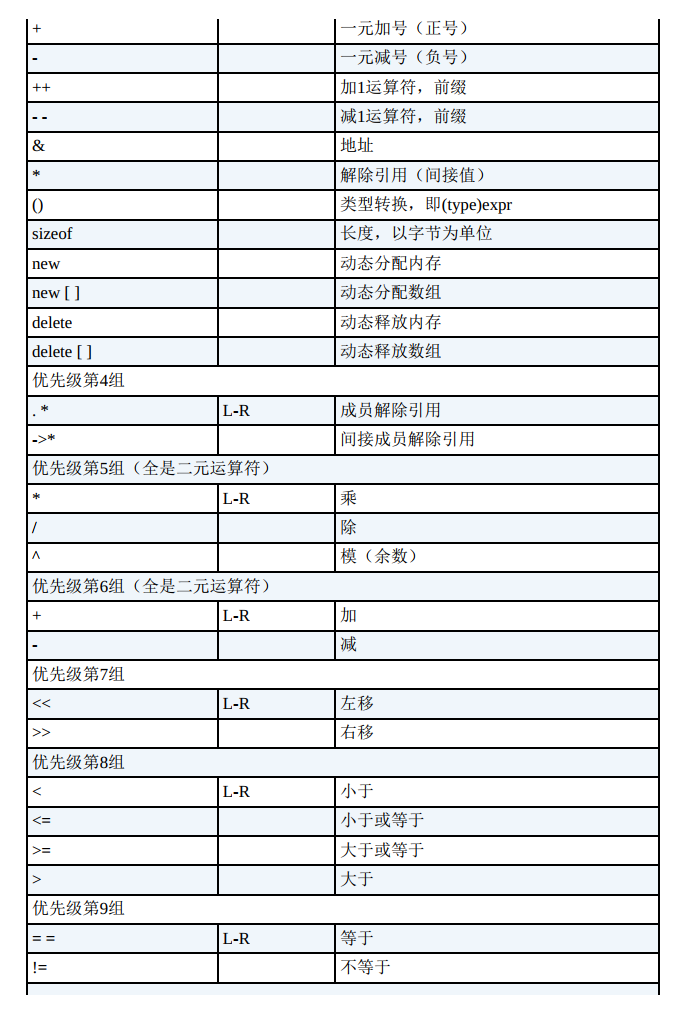 + 一元加号（正号）
- 一元减号（负号）
++ 加1运算符，前缀
- - 减1运算符，前缀
& 地址
* 解除引用（间接值）
() 类型转换，即(type)expr
sizeof 长度，以字节为单位
new 动态分配内存
new [ ] 动态分配数组
delete 动态释放内存
delete [ ] 动态释放数组
优先级第4组
. * L-R 成员解除引用
->* 间接成员解除引用
优先级第5组（全是二元运算符）
* L-R 乘
/ 除
^ 模（余数）
优先级第6组（全是二元运算符）
+ L-R 加
- 减
优先级第7组
<< L-R 左移
>> 右移
优先级第8组
< L-R 小于
<= 小于或等于
>= 大于或等于
> 大于
优先级第9组
= = L-R 等于
!= 不等于